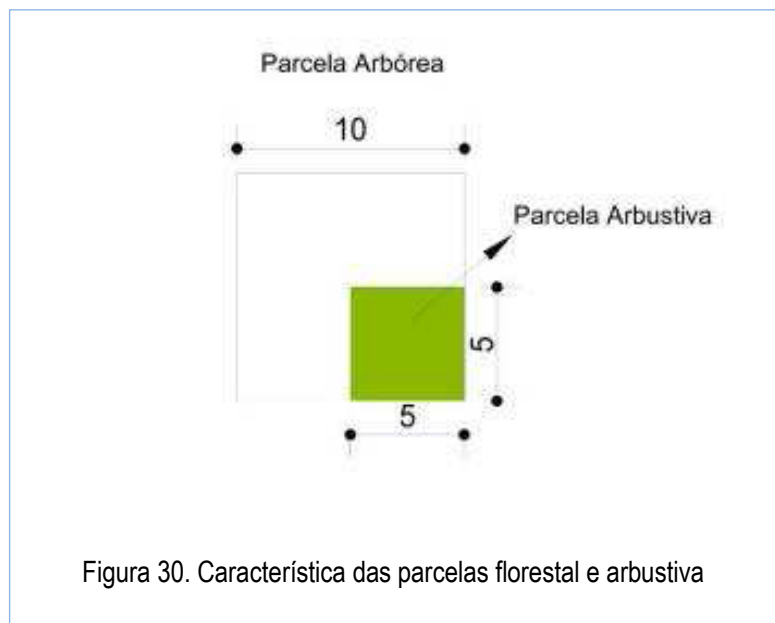 Parcela Arbórea
10
Parcela Arbustiva
5
5
Figura 30. Característica das parcelas florestal e arbustiva